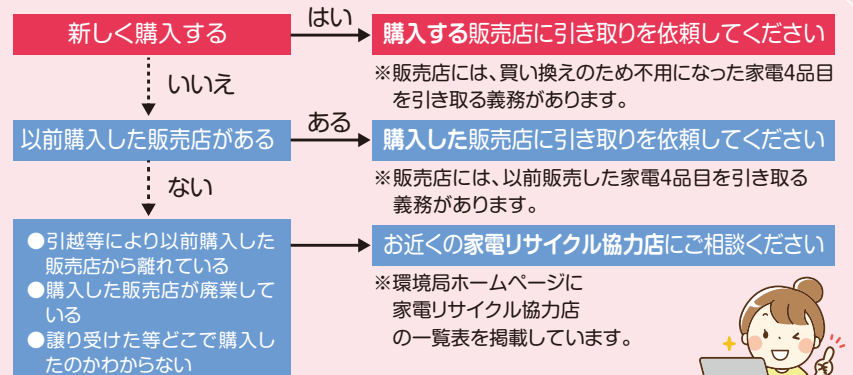 新しく購入する
はい
購入する販売店に引き取りを依頼してください
※販売店には、買い換えのため不用になった家電4品目
を引き取る義務があります。
いいえ
以前購入した販売店がある
ある
購入した販売店に引き取りを依頼してください
※販売店には、以前販売した家電4品目を引き取る
義務があります。
ない
●引越等により以前購入した
販売店から離れている
●購入した販売店が廃業して
いる
●譲り受けた等どこで購入し
たのかわからない
お近くの家電リサイクル協力店にご相談ください
※環境局ホームページに
家電リサイクル協力店
の一覧表を掲載しています。